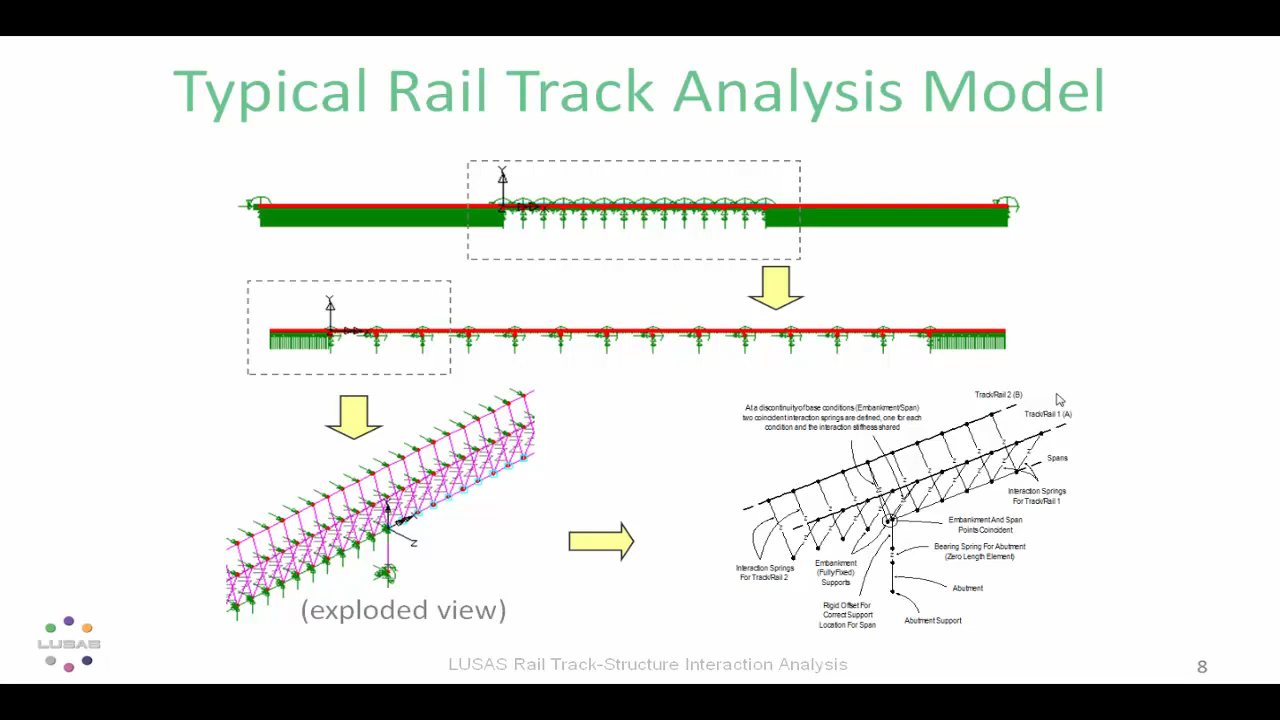 Typical Rail Track Analysis Model
Y
Y
Track/Rail 2 (B)
At a discontinuity of base conditions (Embankment/Span)
two coincident interaction springs are defined, one for each
condition and the interaction stiffness shared
Track/Rail 1 (A)
Spans
Interaction Springs
For Track/Rail 1
Embankment And Span
Points Coincident
Bearing Spring For Abutment
(Zero Length Element)
Interaction Springs
For Track/Rail 2
Embankment
(Fully Fixed)
Supports
Abutment
Rigid Offset For
Correct Support
Location For Span
Abutment Support
Z
(exploded view)
LUSAS
LUSAS Rail Track-Structure Interaction Analysis
8